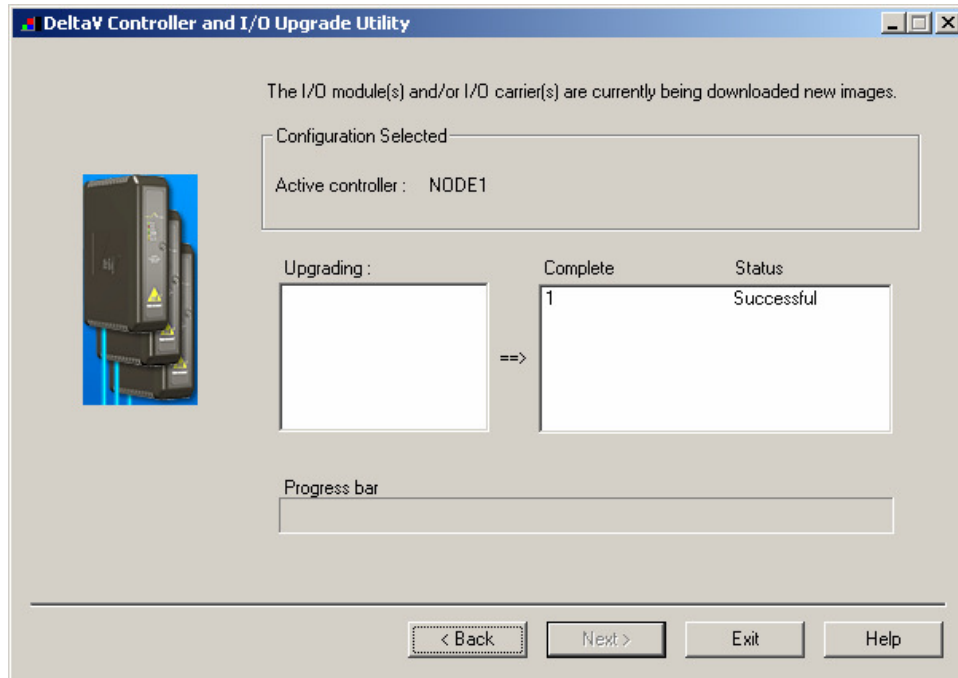 DeltaV Controller and I/O Upgrade Utility
The I/O module(s) and/or I/O carrier(s) are currently being downloaded new images.
Configuration Selected
Active controller : NODE1
Upgrading :
Complete Status
1 Successful
==>
Progress bar
< Back Next > Exit Help